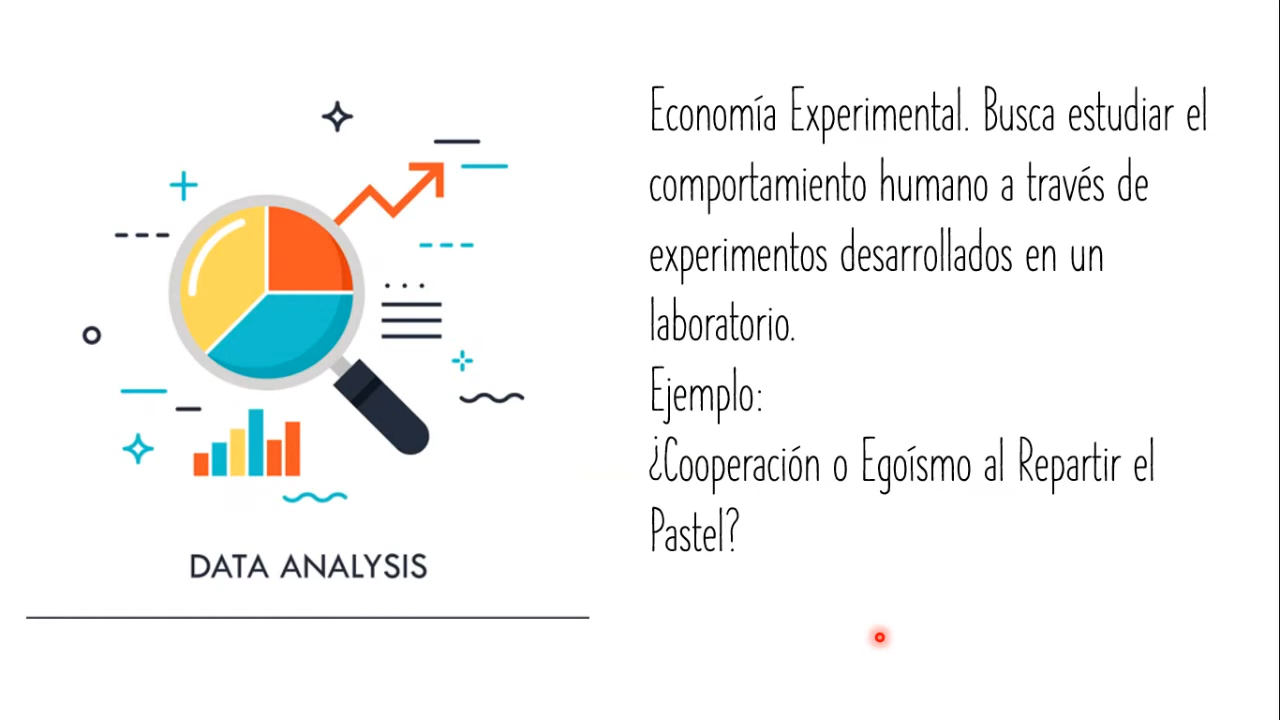 Economía Experimental. Busca estudiar el
comportamiento humano a través de
experimentos desarrollados en un
laboratorio.
Ejemplo:
¿Cooperación o Egoísmo al Repartir el
Pastel?
DATA ANALYSIS